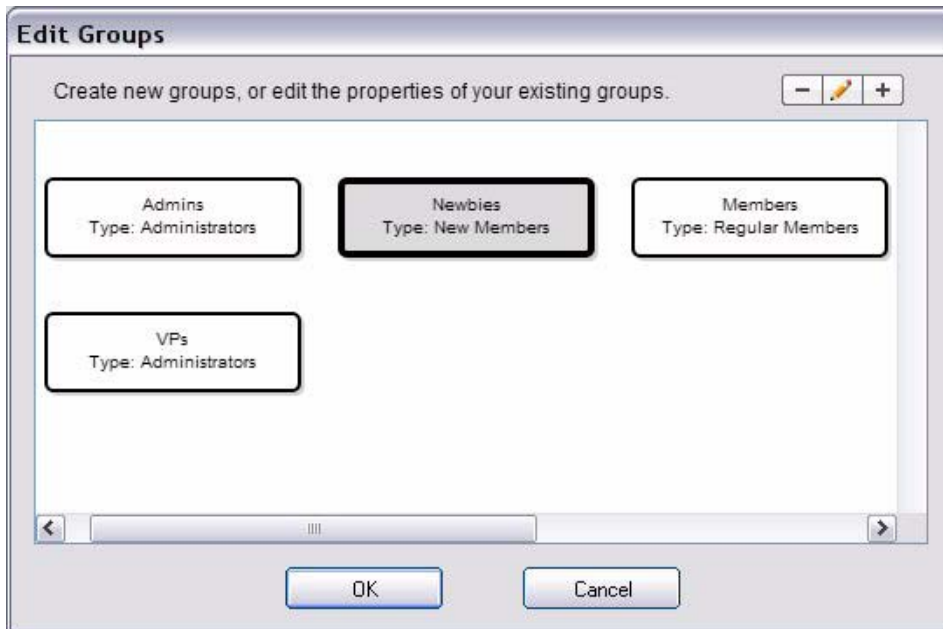 Edit Groups
Create new groups, or edit the properties of your existing groups.
Admins
Type: Administrators
Newbies
Type: New Members
Members
Type: Regular Members
VPs
Type: Administrators
OK
Cancel